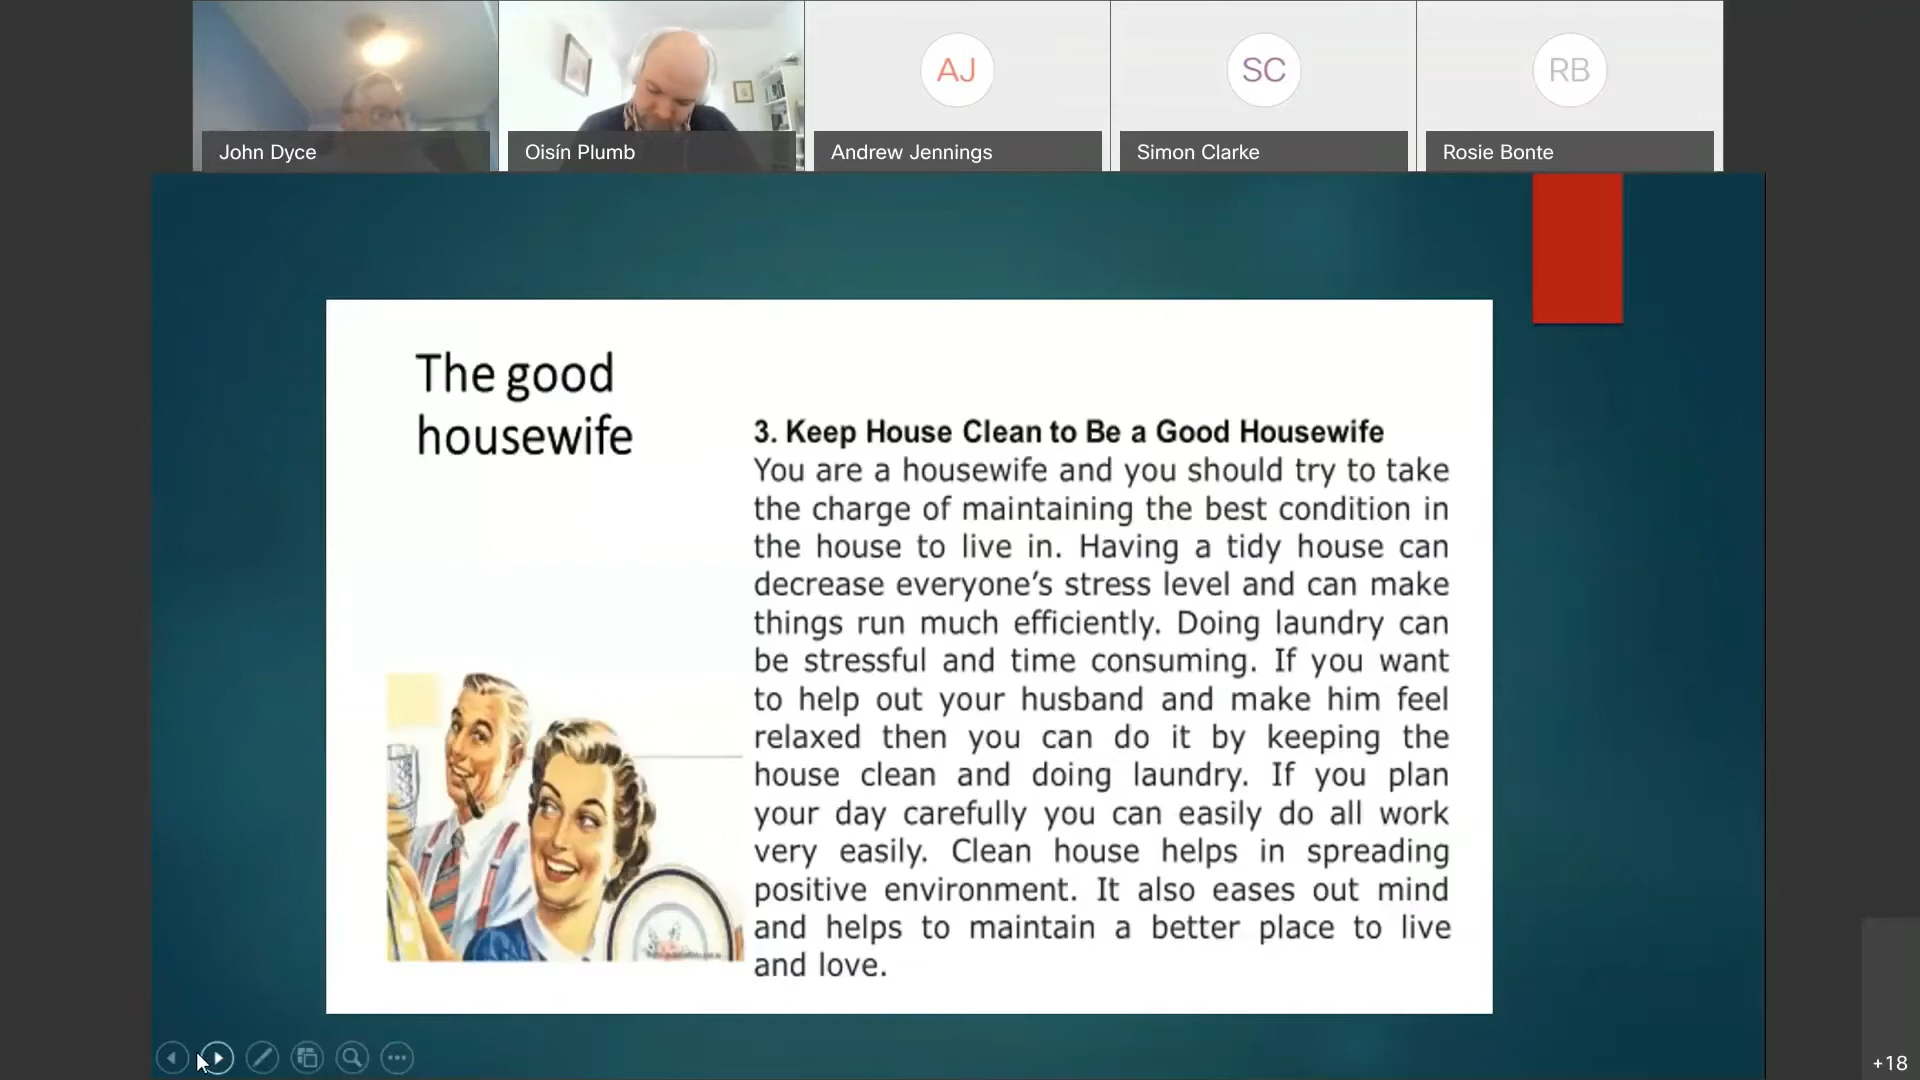 AJ
SC
RB
John Dyce
Oisín Plumb
Andrew Jennings
Simon Clarke
Rosie Bonte
The good
housewife
3. Keep House Clean to Be a Good Housewife
You are a housewife and you should try to take
the charge of maintaining the best condition in
the house to live in. Having a tidy house can
decrease everyone’s stress level and can make
things run much efficiently. Doing laundry can
be stressful and time consuming. If you want
to help out your husband and make him feel
relaxed then you can do it by keeping the
house clean and doing laundry. If you plan
your day carefully you can easily do all work
very easily. Clean house helps in spreading
positive environment. It also eases out mind
and helps to maintain a better place to live
and love.
+18